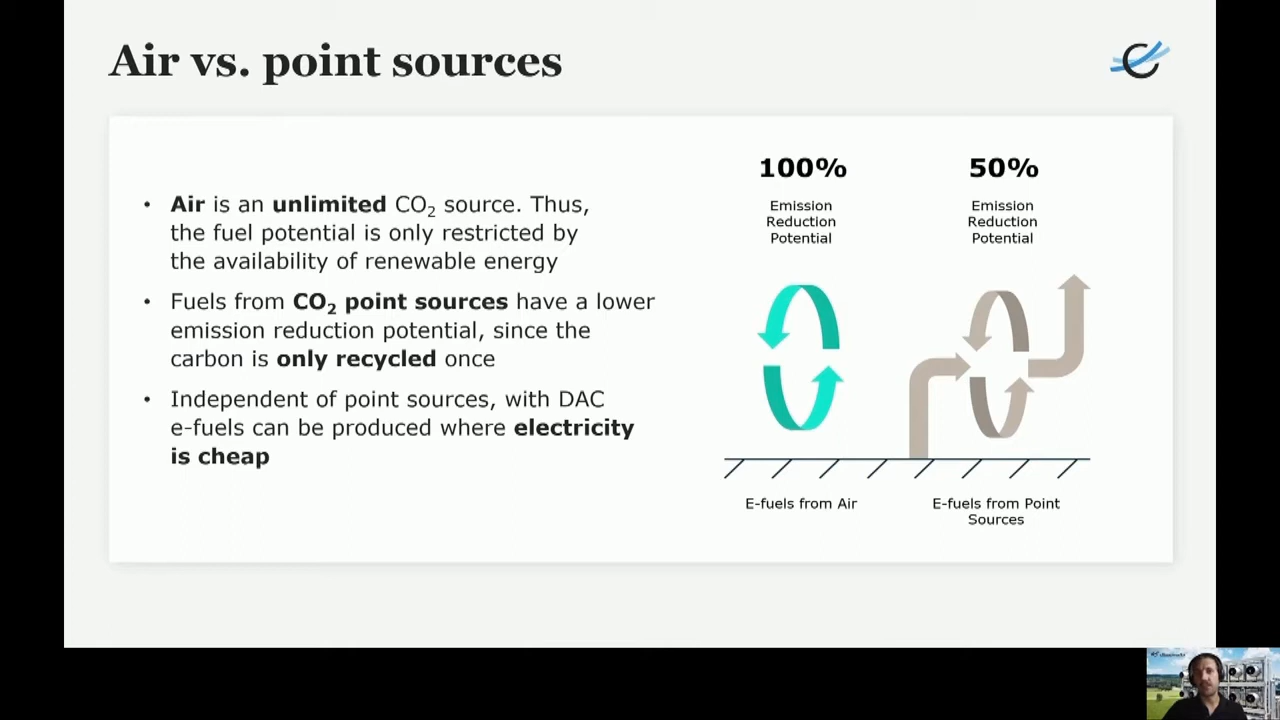 Air vs. point sources
• Air is an unlimited CO₂ source. Thus,
the fuel potential is only restricted by
the availability of renewable energy
• Fuels from CO₂ point sources have a lower
emission reduction potential, since the
carbon is only recycled once
• Independent of point sources, with DAC
e-fuels can be produced where electricity
is cheap
100%
Emission
Reduction
Potential
50%
Emission
Reduction
Potential
E-fuels from Air
E-fuels from Point
Sources